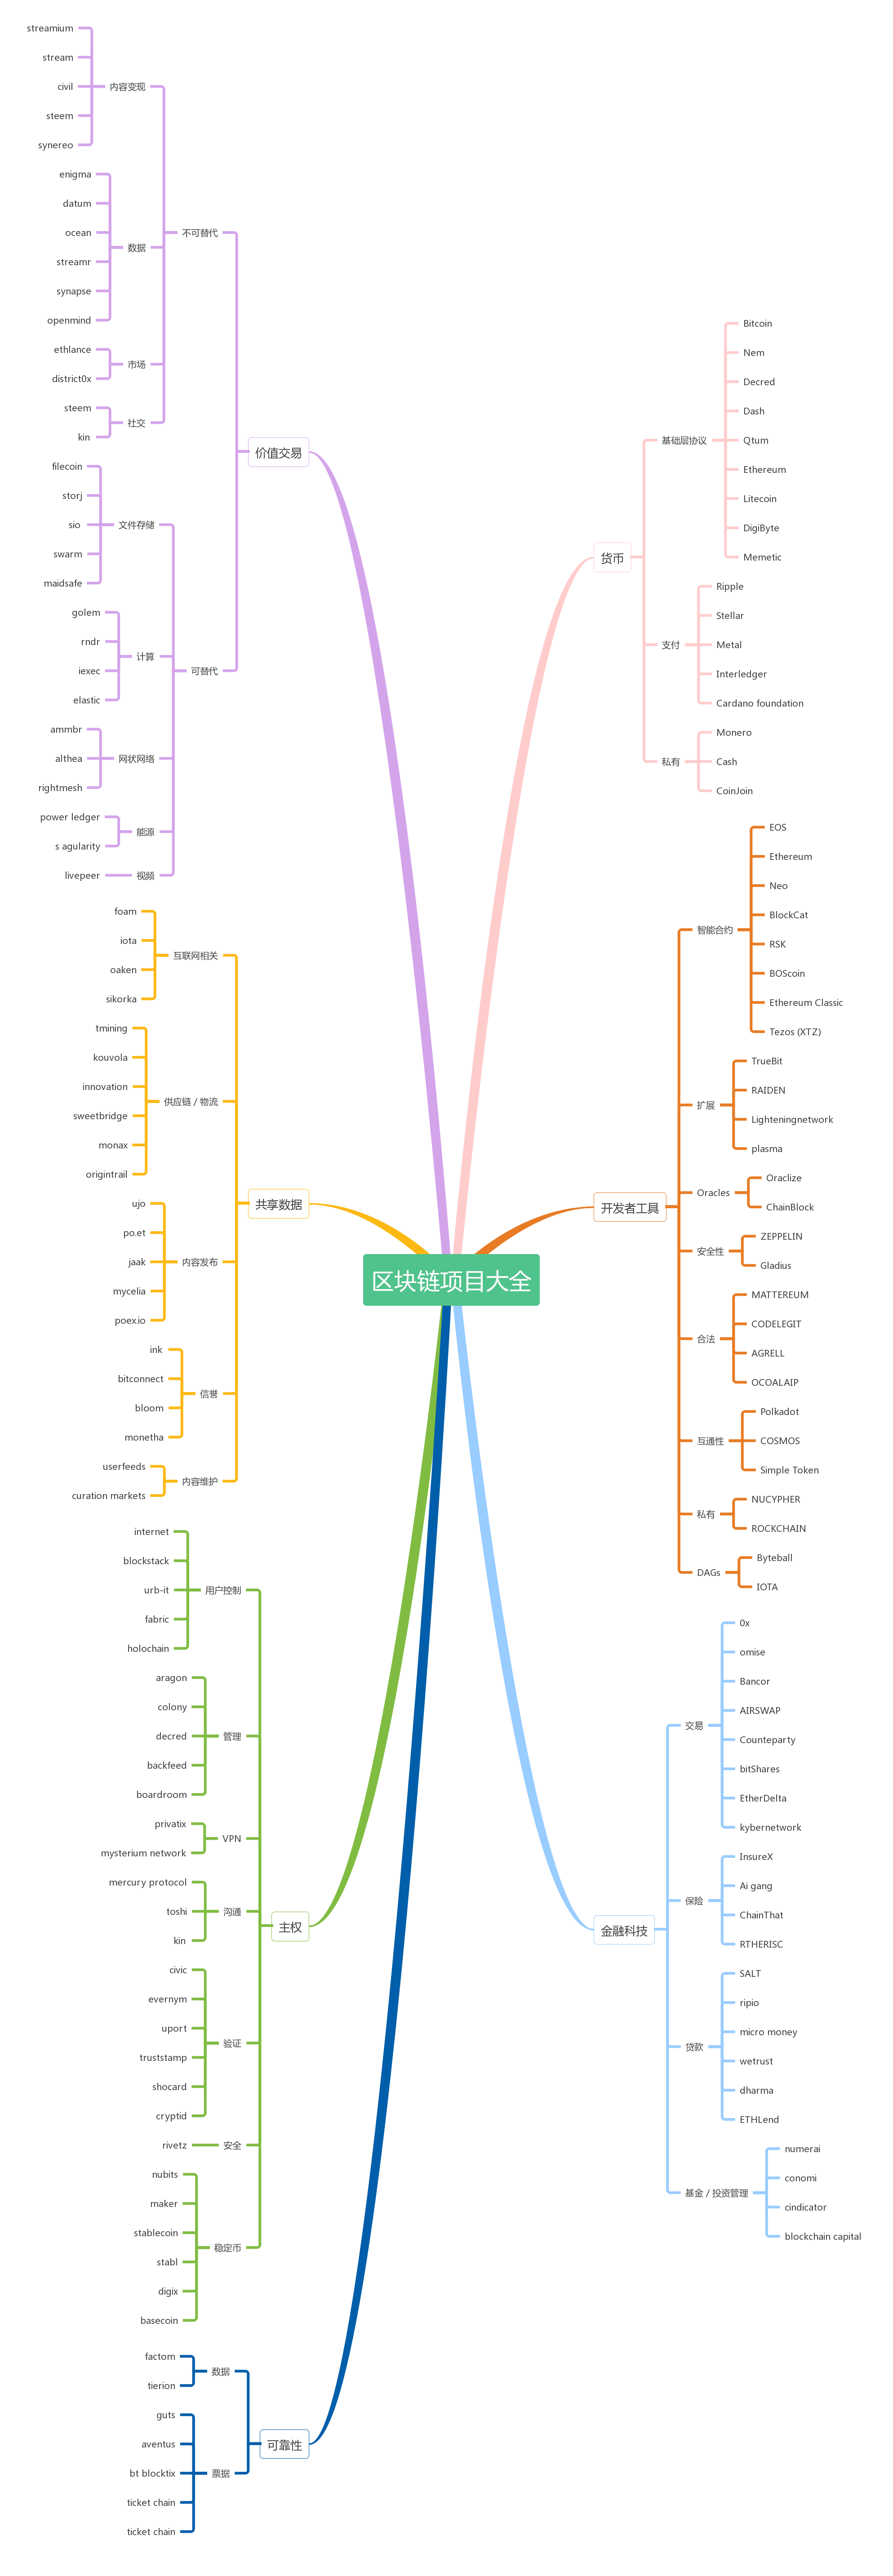 区块链项目大全
货币
基础层协议
Bitcoin
Nem
Decred
Dash
Qtum
Ethereum
Litecoin
DigiByte
Memetic
支付
Ripple
Stellar
Metal
Interledger
Cardano foundation
私有
Monero
Cash
CoinJoin
开发者工具
智能合约
EOS
Ethereum
Neo
BlockCat
RSK
BOScoin
Ethereum Classic
Tezos (XTZ)
扩展
TrueBit
RAIDEN
Lighteningnetwork
plasma
Oracles
Oraclize
ChainBlock
安全性
ZEPPELIN
Gladius
合法
MATTEREUM
CODELEGIT
AGRELL
OCOALAIP
互通性
Polkadot
COSMOS
Simple Token
私有
NUCYPHER
ROCKCHAIN
DAGs
Byteball
IOTA
金融科技
交易
0x
omise
Bancor
AIRSWAP
Counteparty
bitShares
EtherDelta
kybernetwork
保险
InsureX
Ai gang
ChainThat
RTHERISC
贷款
SALT
ripio
micro money
wetrust
dharma
ETHLend
基金 / 投资管理
numerai
conomi
cindicator
blockchain capital
价值交易
不可替代
内容变现
streamium
stream
civil
steem
synereo
数据
enigma
datum
ocean
streamr
synapse
openmind
市场
ethlance
district0x
社交
steem
kin
可替代
文件存储
filecoin
storj
sio
swarm
maidsafe
计算
golem
rndr
iexec
elastic
网状网络
ammbr
althea
rightmesh
能源
power ledger
s agularity
视频
livepeer
共享数据
互联网相关
foam
iota
oaken
sikorka
供应链 / 物流
tmining
kouvola
innovation
sweetbridge
monax
origintrail
内容发布
ujo
po.et
jaak
mycelia
poex.io
信誉
ink
bitconnect
bloom
monetha
内容维护
userfeeds
curation markets
主权
用户控制
internet
blockstack
urb-it
fabric
holochain
管理
aragon
colony
decred
backfeed
boardroom
VPN
privatix
mysterium network
沟通
mercury protocol
toshi
kin
验证
civic
evernym
uport
truststamp
shocard
cryptid
安全
rivetz
稳定币
nubits
maker
stablecoin
stabl
digix
basecoin
可靠性
数据
factom
tierion
票据
guts
aventus
bt blocktix
ticket chain
ticket chain